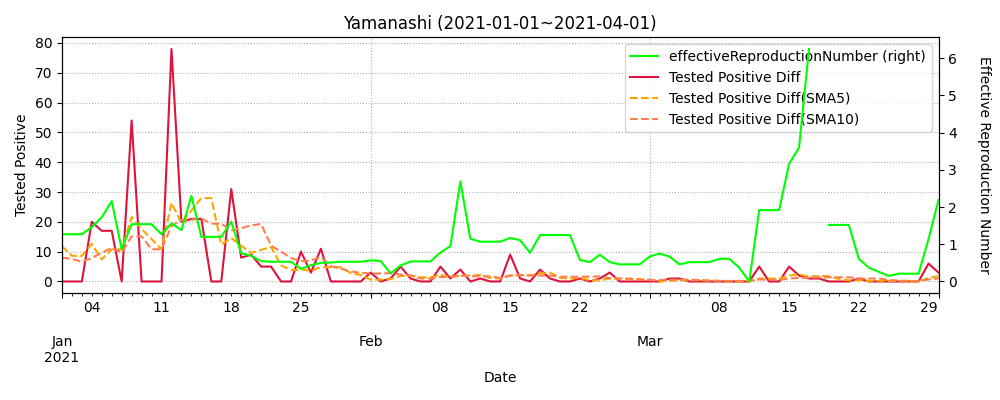 Yamanashi (2021-01-01~2021-04-01)
effectiveReproductionNumber (right)
Tested Positive Diff
Tested Positive Diff(SMA5)
Tested Positive Diff(SMA10)
Tested Positive
80
70
60
50
40
30
20
10
0
Effective Reproduction Number
6
5
4
3
2
1
0
04 11 18 25 08 15 22 08 15 22 29
Jan Feb Mar
2021
Date